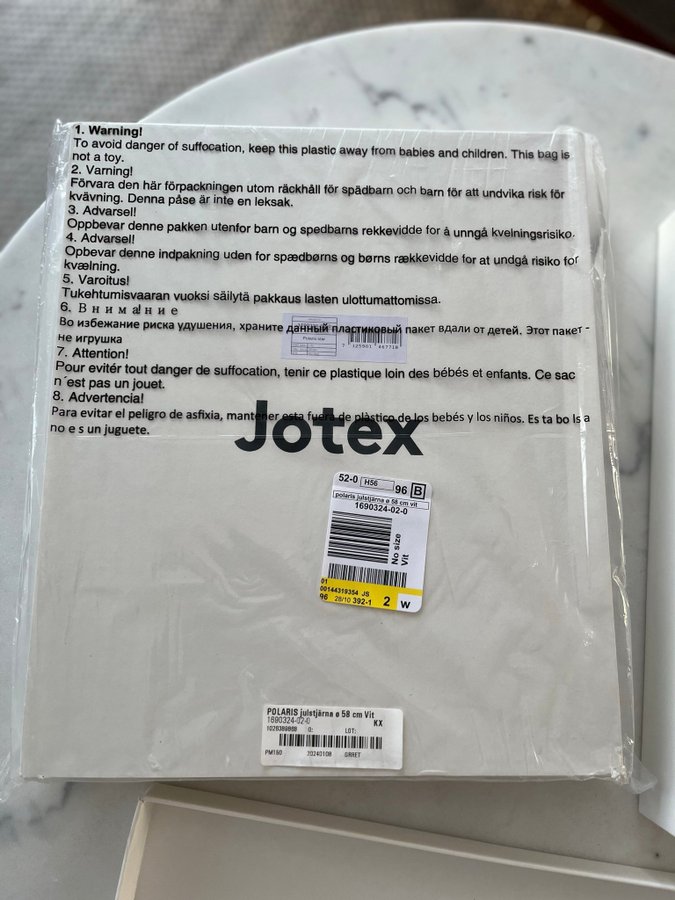 1. Warning!
To avoid danger of suffocation, keep this plastic away from babies and children. This bag is
not a toy.
2. Varning!
Förvara den här förpackningen utom räckhåll för spädbarn och barn för att undvika risk för
kvävning. Denna påse är inte en leksak.
3. Advarsel!
Oppbevar denne pakken utenfor barn og spedbarns rekkevidde for å unngå kvelningsrisiko.
4. Advarsel!
Opbevar denne indpakning uden for spædbørns og børns rækkevidde for at undgå risiko for
kvælning.
5. Varoitus!
Tukehtumisvaaran vuoksi säilytä pakkaus lasten ulottumattomissa.
6. Внимание
Во избежание риска удушения, храните данный пластиковый пакет вдали от детей. Этот пакет -
не игрушка
7. Attention!
Pour evitér tout danger de suffocation, tenir ce plastique loin des bébés et enfants. Ce sac
n´est pas un jouet.
8. Advertencia!
Para evitar el peligro de asfixia, mantener esta fuera de plàstico de los bebés y los niños. Es ta bo ls a
no e s un juguete.
Polaris star
Jotex
52-0 H56 96 B
polaris julstjärna ø 58 cm vit
1690324-02-0
No size
Vit
01
00144319354 JS
96 28/10 392-1 2 W
POLARIS julstjärna ø 58 cm Vit
1690324-02-0 KX
1028389868 Q: LOT:
PM160 20240108 GRRET